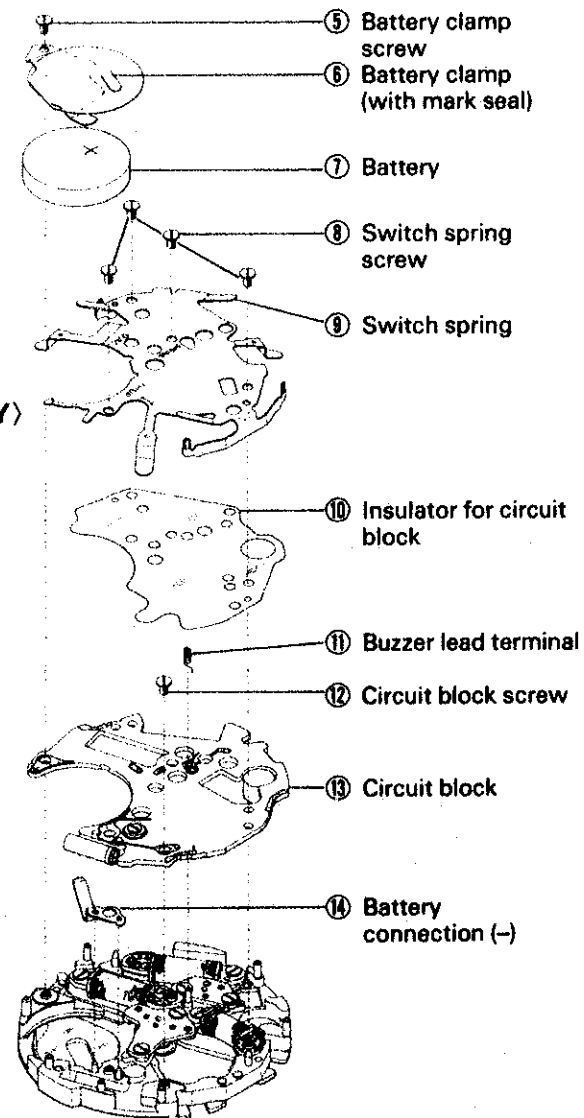 ⑤ Battery clamp
screw
⑥ Battery clamp
(with mark seal)
⑦ Battery
⑧ Switch spring
screw
⑨ Switch spring
Y〉
⑩ Insulator for circuit
block
⑪ Buzzer lead terminal
⑫ Circuit block screw
⑬ Circuit block
⑭ Battery
connection (–)